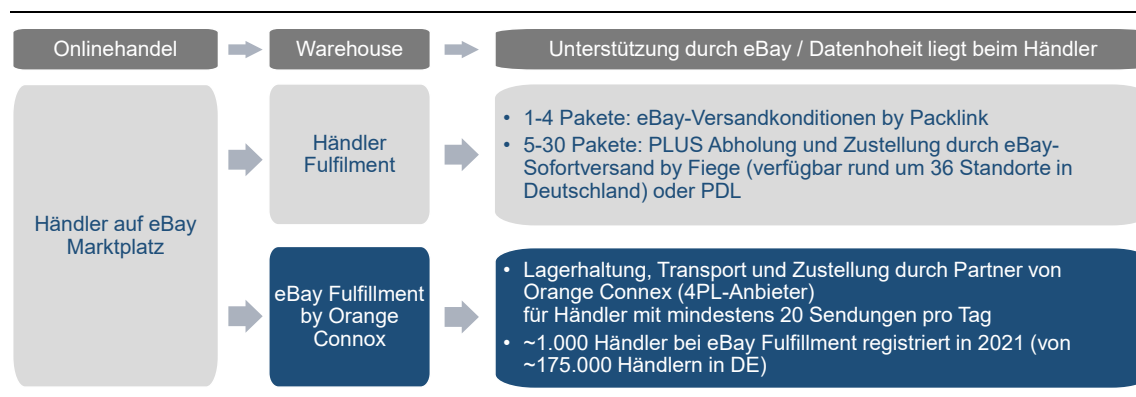 Onlinehandel
Warehouse
Unterstützung durch eBay / Datenhoheit liegt beim Händler
Händler auf eBay
Marktplatz
Händler
Fulfilment
• 1-4 Pakete: eBay-Versandkonditionen by Packlink
• 5-30 Pakete: PLUS Abholung und Zustellung durch eBay-
Sofortversand by Fiege (verfügbar rund um 36 Standorte in
Deutschland) oder PDL
eBay Fulfillment
by Orange
Connox
• Lagerhaltung, Transport und Zustellung durch Partner von
Orange Connex (4PL-Anbieter)
für Händler mit mindestens 20 Sendungen pro Tag
• ~1.000 Händler bei eBay Fulfillment registriert in 2021 (von
~175.000 Händlern in DE)